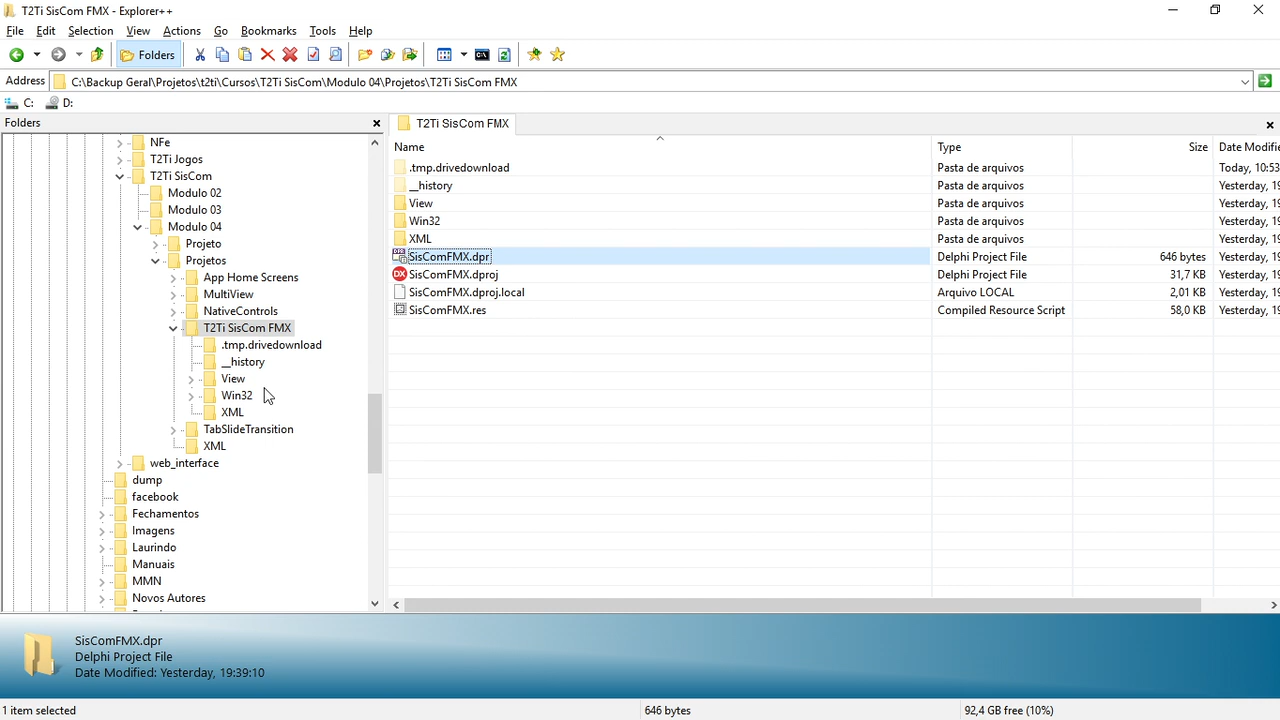 T2Ti SisCom FMX - Explorer++
File Edit Selection View Actions Go Bookmarks Tools Help
Folders
Address C:\Backup Geral\Projetos\t2ti\Cursos\T2Ti SisCom\Modulo 04\Projetos\T2Ti SisCom FMX
C: D:
Folders
NFe
T2Ti Jogos
T2Ti SisCom
Modulo 02
Modulo 03
Modulo 04
Projeto
Projetos
App Home Screens
MultiView
NativeControls
T2Ti SisCom FMX
.tmp.drivedownload
__history
View
Win32
XML
TabSlideTransition
XML
web_interface
dump
facebook
Fechamentos
Imagens
Laurindo
Manuais
MMN
Novos Autores
T2Ti SisCom FMX
Name Type Size Date Modifie
.tmp.drivedownload Pasta de arquivos Today, 10:53
__history Pasta de arquivos Yesterday, 19
View Pasta de arquivos Yesterday, 19
Win32 Pasta de arquivos Yesterday, 19
XML Pasta de arquivos Yesterday, 19
SisComFMX.dpr Delphi Project File 646 bytes Yesterday, 19
SisComFMX.dproj Delphi Project File 31,7 KB Yesterday, 19
SisComFMX.dproj.local Arquivo LOCAL 2,01 KB Yesterday, 19
SisComFMX.res Compiled Resource Script 58,0 KB Yesterday, 19
SisComFMX.dpr
Delphi Project File
Date Modified: Yesterday, 19:39:10
1 item selected 646 bytes 92,4 GB free (10%)